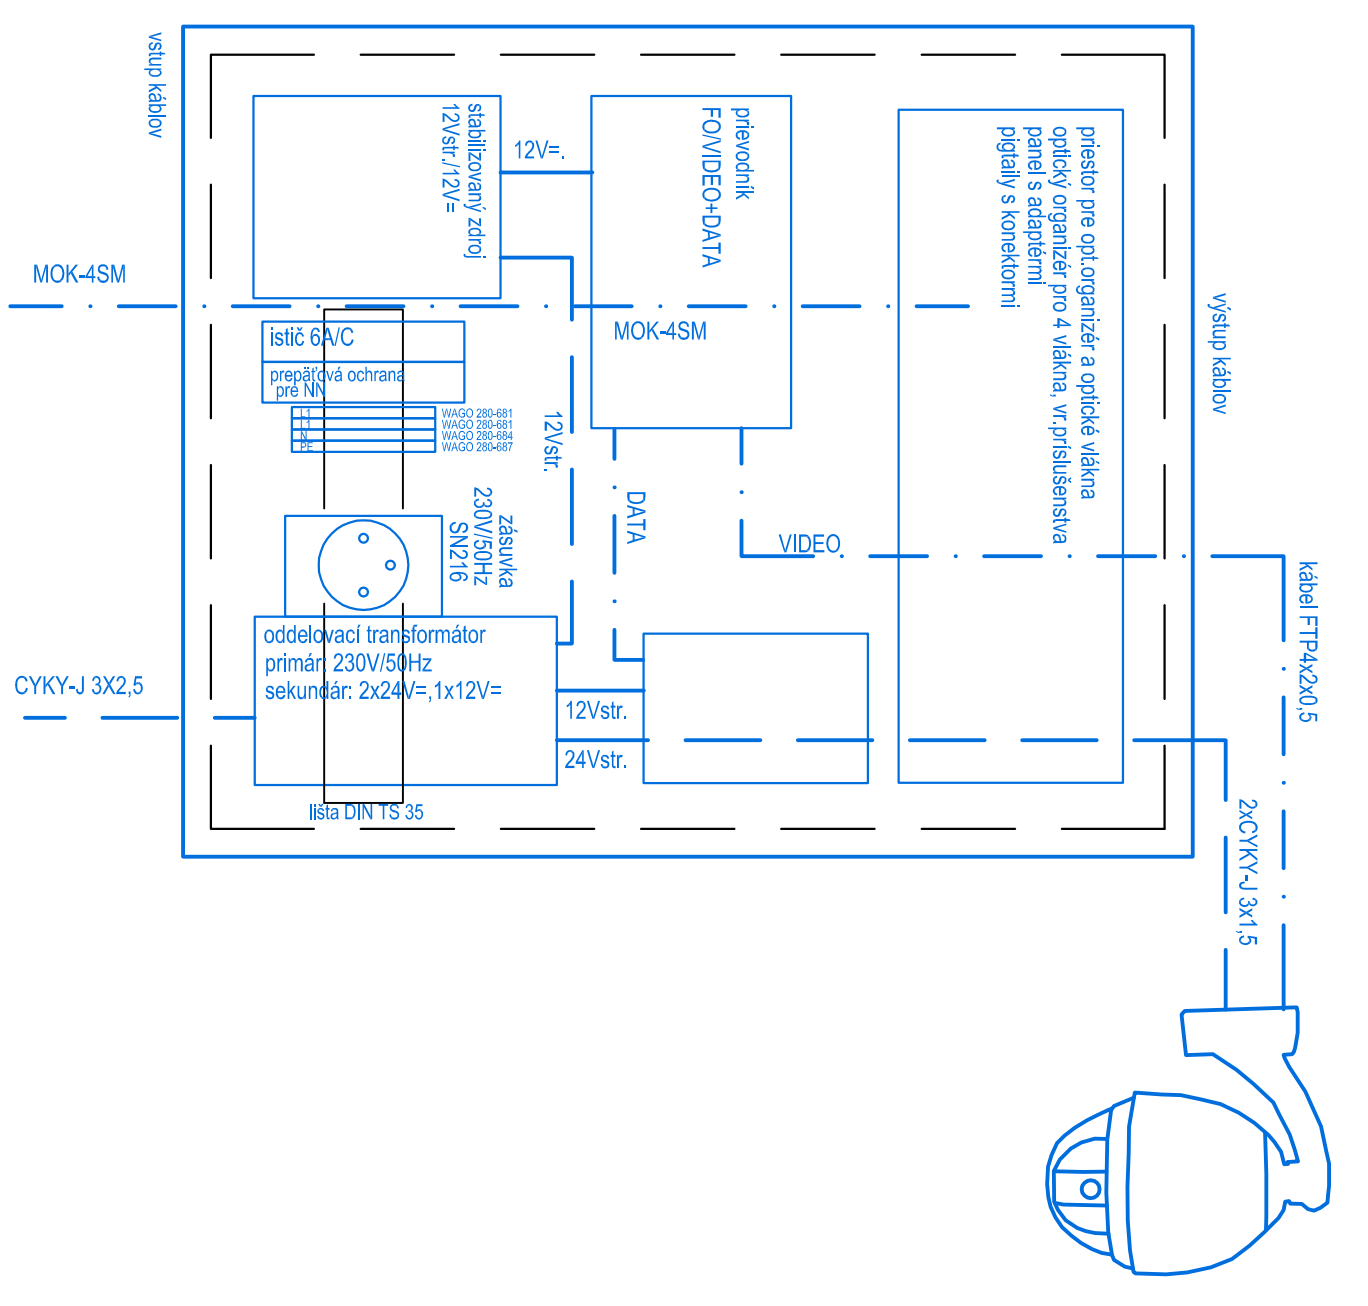 vstup káblov
stabilizovaný zdroj
12Vstr./12V=
12V=.
prievodník
FO/VIDEO+DATA
priestor pre opt.organizér a optické vlákna
optický organizér pro 4 vlákna, vr.príslušenstva
panel s adaptérmi
pigtaily s konektormi
MOK-4SM
MOK-4SM
výstup káblov
istič 6A/C
prepäťová ochrana
pre NN
L1 WAGO 280-681
L1 WAGO 280-681
N WAGO 280-684
PE WAGO 280-687
12Vstr.
zásuvka
230V/50Hz
SN216
DATA
VIDEO
kábel FTP4x2x0,5
oddelovací transformátor
primár: 230V/50Hz
sekundár: 2x24V=,1x12V=
CYKY-J 3X2,5
12Vstr.
24Vstr.
lišta DIN TS 35
2xCYKY-J 3x1,5